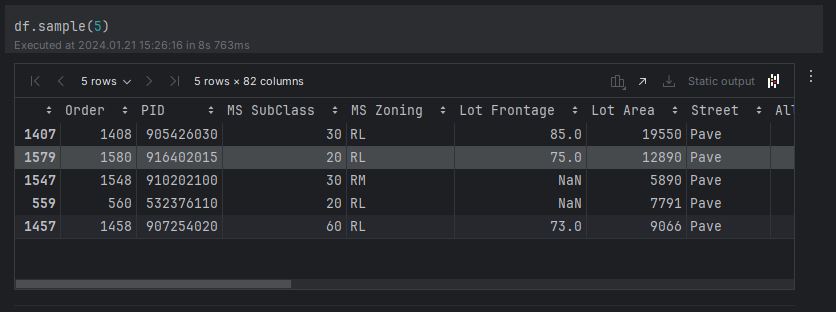 df.sample(5)
Executed at 2024.01.21 15:26:16 in 8s 763ms
5 rows 5 rows × 82 columns Static output
Order PID MS SubClass MS Zoning Lot Frontage Lot Area Street All
1407 1408 905426030 30 RL 85.0 19550 Pave
1579 1580 916402015 20 RL 75.0 12890 Pave
1547 1548 910202100 30 RM NaN 5890 Pave
559 560 532376110 20 RL NaN 7791 Pave
1457 1458 907254020 60 RL 73.0 9066 Pave